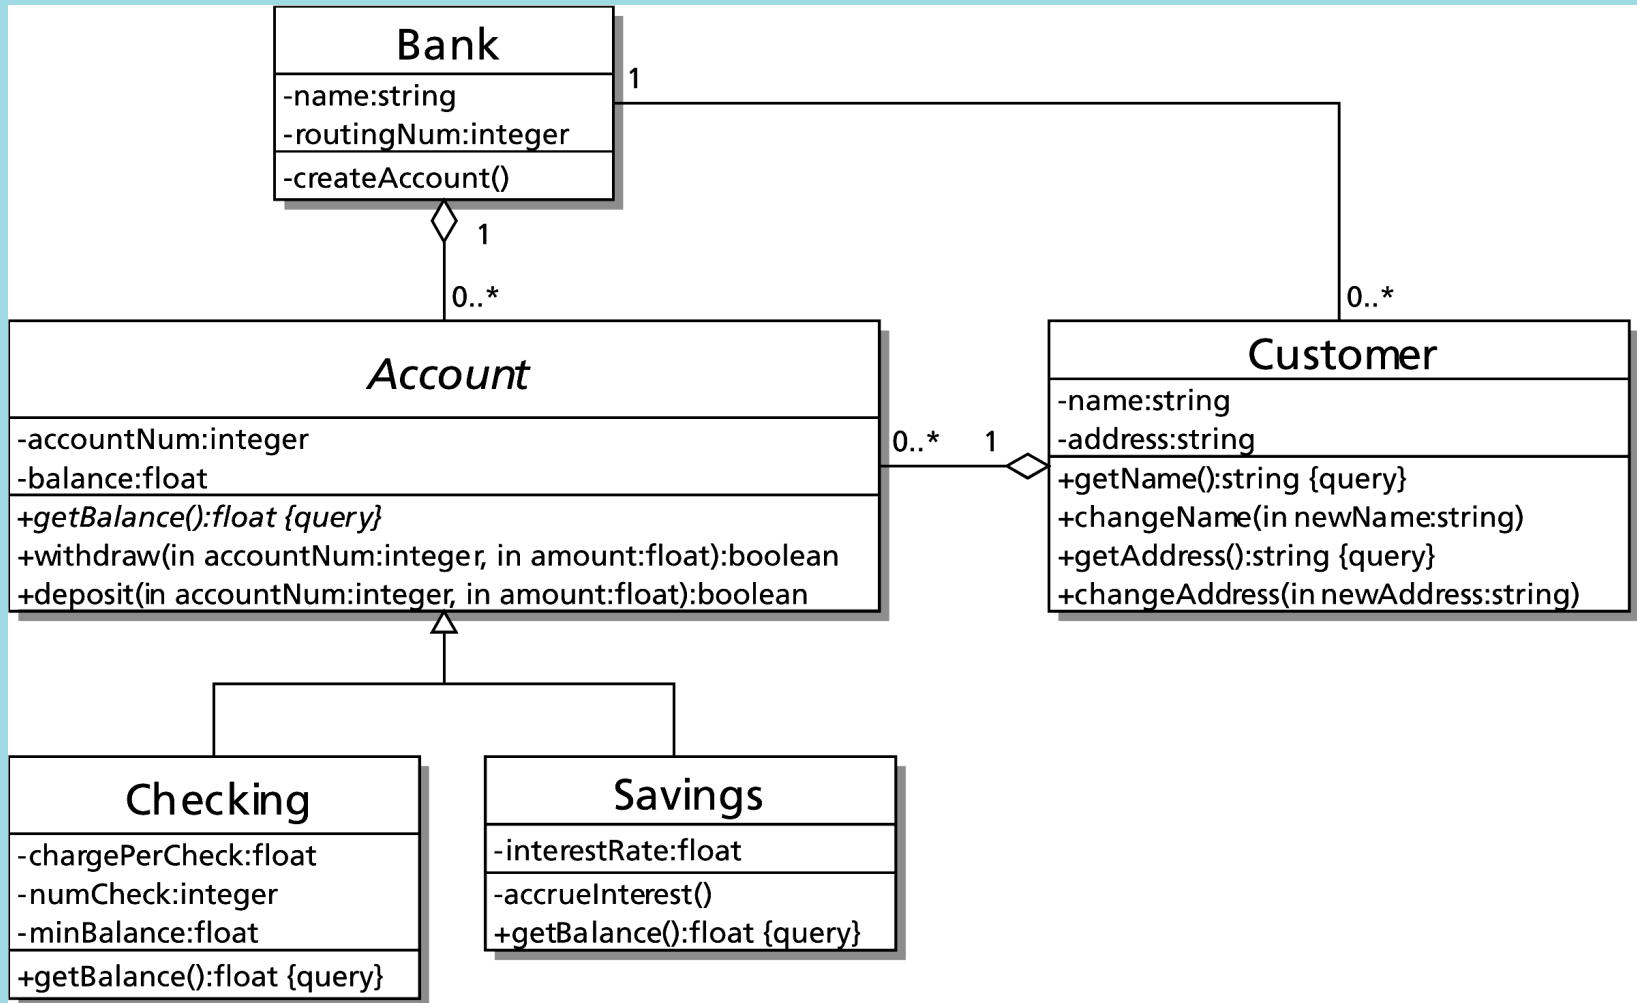 Bank
-name:string
-routingNum:integer
-createAccount()
1
1
0..*
0..*
Account
-accountNum:integer
-balance:float
+getBalance():float {query}
+withdraw(in accountNum:integer, in amount:float):boolean
+deposit(in accountNum:integer, in amount:float):boolean
0..* 1
Customer
-name:string
-address:string
+getName():string {query}
+changeName(in newName:string)
+getAddress():string {query}
+changeAddress(in newAddress:string)
Checking
-chargePerCheck:float
-numCheck:integer
-minBalance:float
+getBalance():float {query}
Savings
-interestRate:float
-accrueInterest()
+getBalance():float {query}